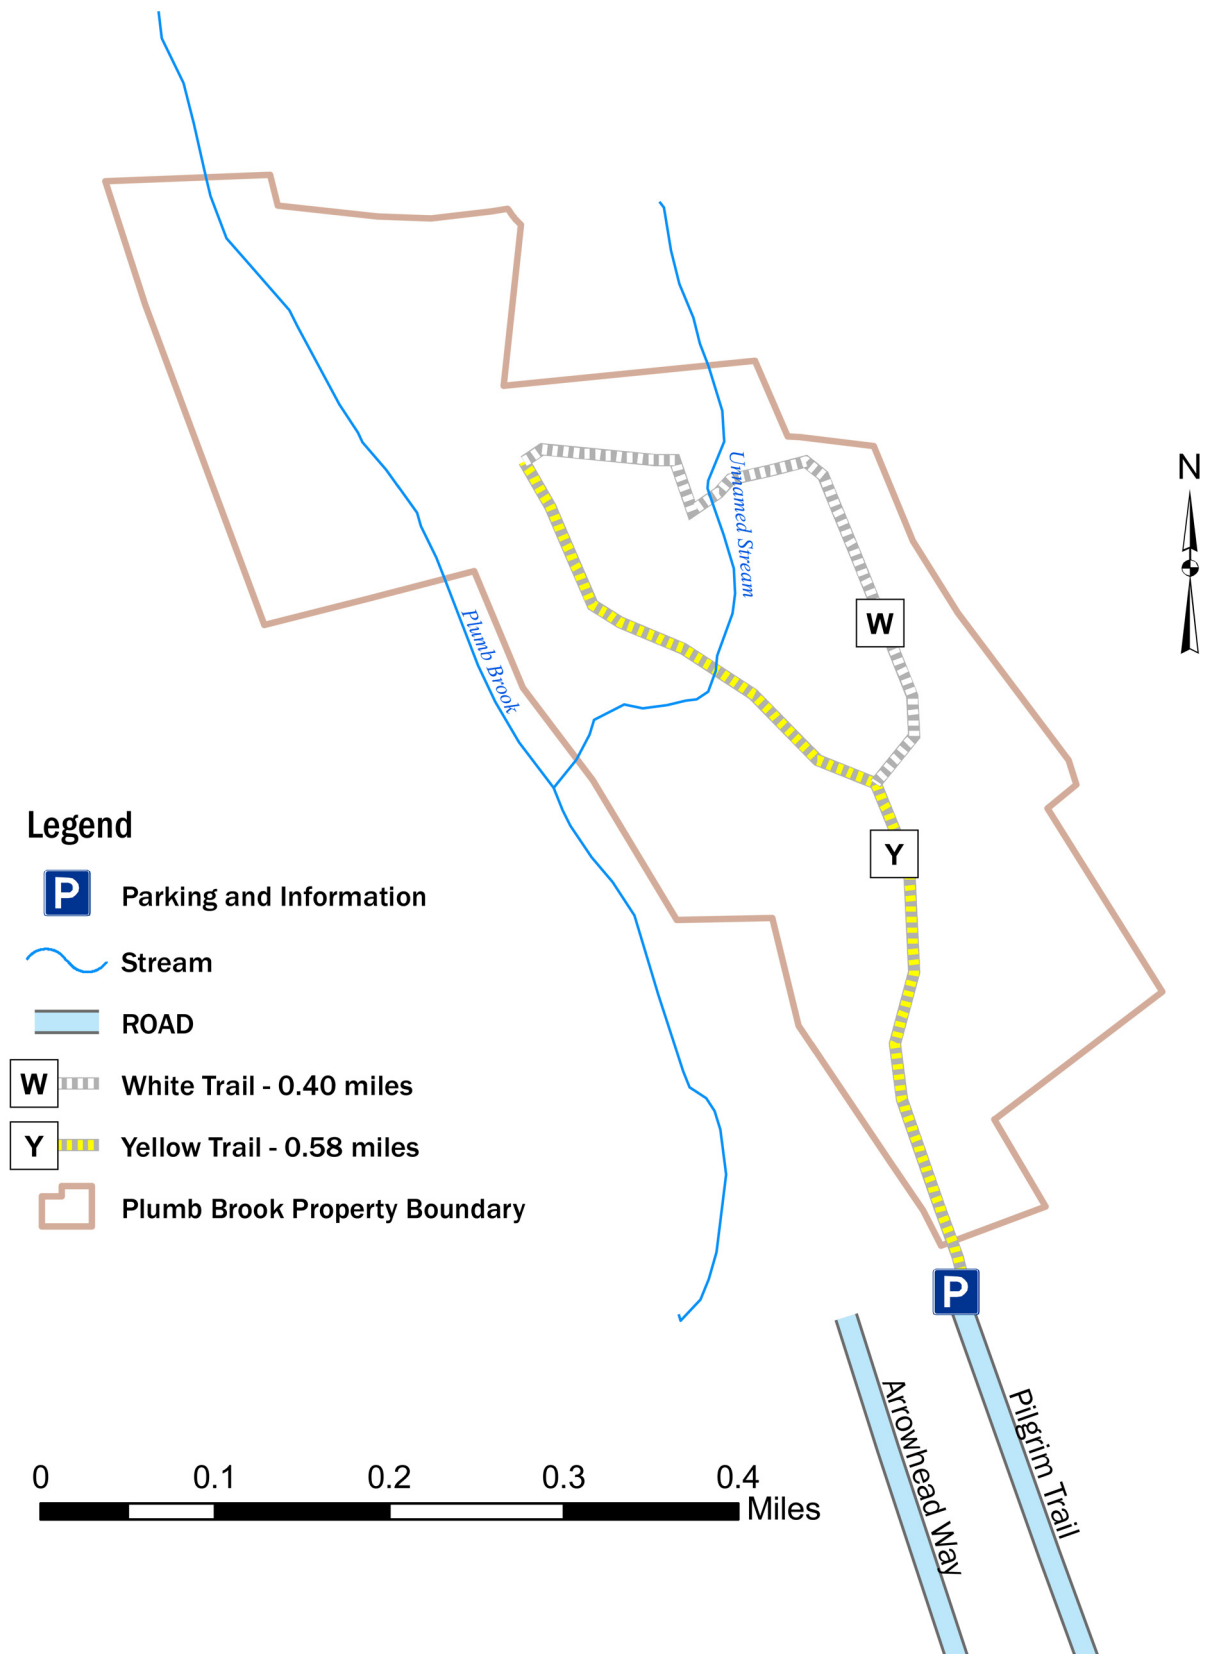 Unnamed Stream
N
W
Plumb Brook
Y
Legend
P Parking and Information
Stream
ROAD
W White Trail - 0.40 miles
Y Yellow Trail - 0.58 miles
Plumb Brook Property Boundary
P
Arrowhead Way
Pilgrim Trail
0 0.1 0.2 0.3 0.4
Miles